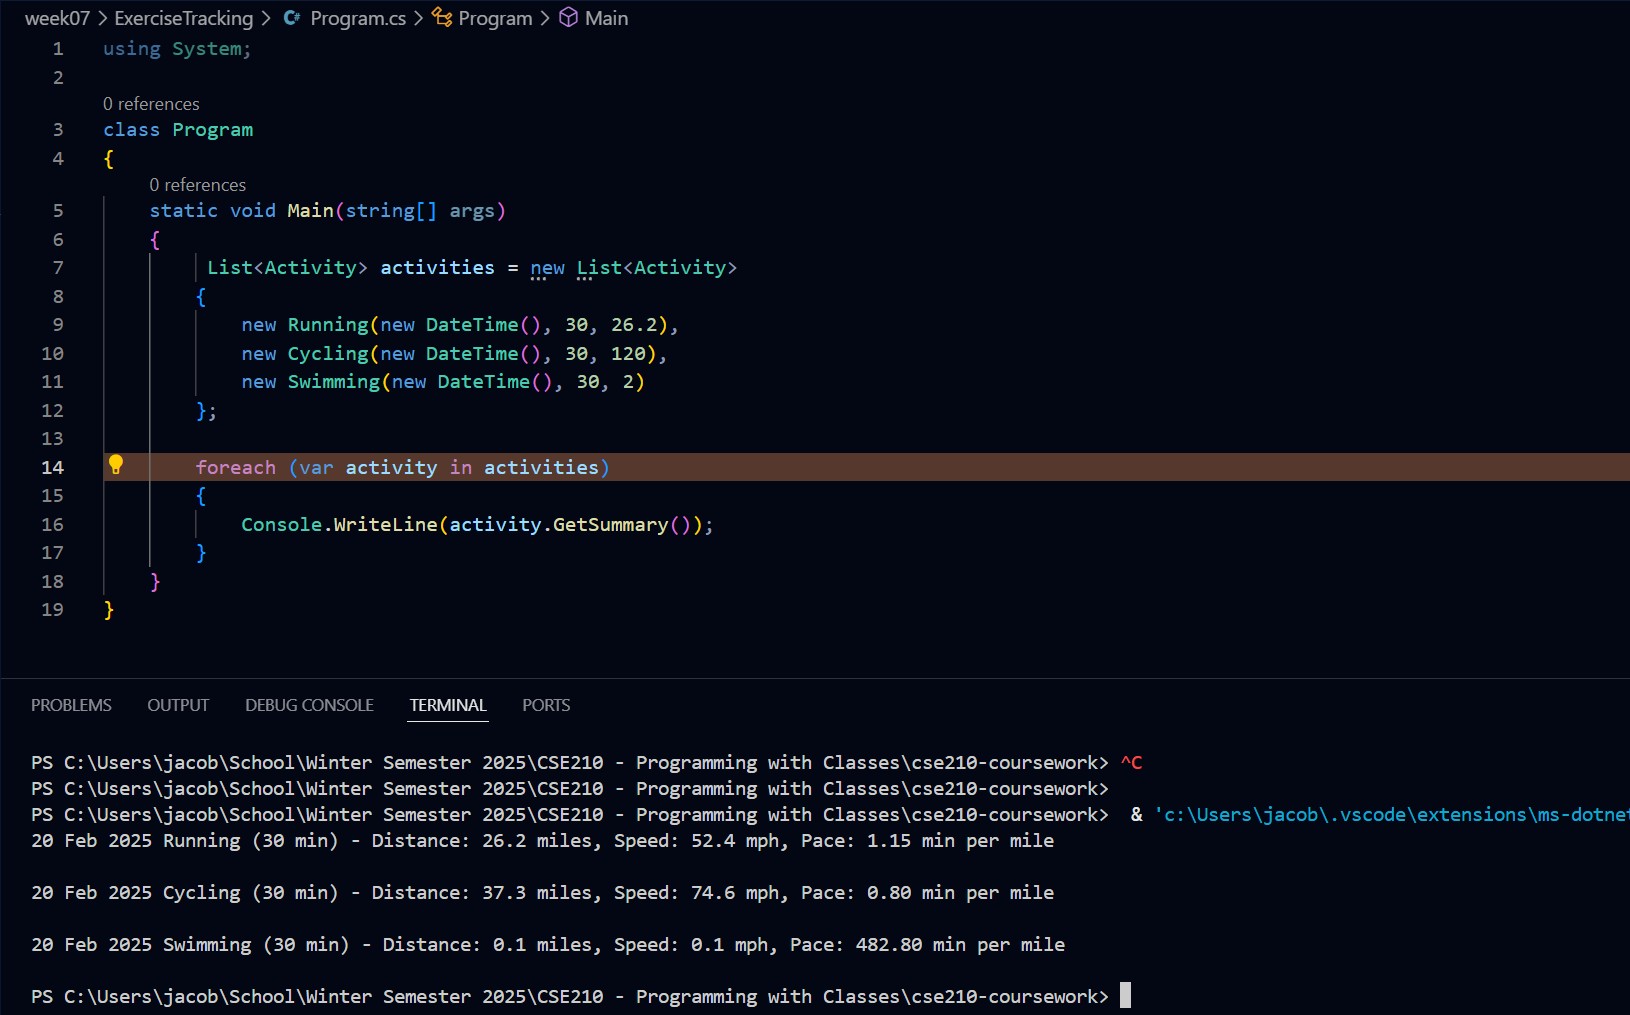 week07 > ExerciseTracking > C# Program.cs > Program > Main
1 using System;
2
0 references
3 class Program
4 {
0 references
5 static void Main(string[] args)
6 {
7 List<Activity> activities = new List<Activity>
8 {
9 new Running(new DateTime(), 30, 26.2),
10 new Cycling(new DateTime(), 30, 120),
11 new Swimming(new DateTime(), 30, 2)
12 };
13
14 foreach (var activity in activities)
15 {
16 Console.WriteLine(activity.GetSummary());
17 }
18 }
19 }
PROBLEMS OUTPUT DEBUG CONSOLE TERMINAL PORTS
PS C:\Users\jacob\School\Winter Semester 2025\CSE210 - Programming with Classes\cse210-coursework> ^C
PS C:\Users\jacob\School\Winter Semester 2025\CSE210 - Programming with Classes\cse210-coursework>
PS C:\Users\jacob\School\Winter Semester 2025\CSE210 - Programming with Classes\cse210-coursework> & 'c:\Users\jacob\.vscode\extensions\ms-dotnet
20 Feb 2025 Running (30 min) - Distance: 26.2 miles, Speed: 52.4 mph, Pace: 1.15 min per mile
20 Feb 2025 Cycling (30 min) - Distance: 37.3 miles, Speed: 74.6 mph, Pace: 0.80 min per mile
20 Feb 2025 Swimming (30 min) - Distance: 0.1 miles, Speed: 0.1 mph, Pace: 482.80 min per mile
PS C:\Users\jacob\School\Winter Semester 2025\CSE210 - Programming with Classes\cse210-coursework>